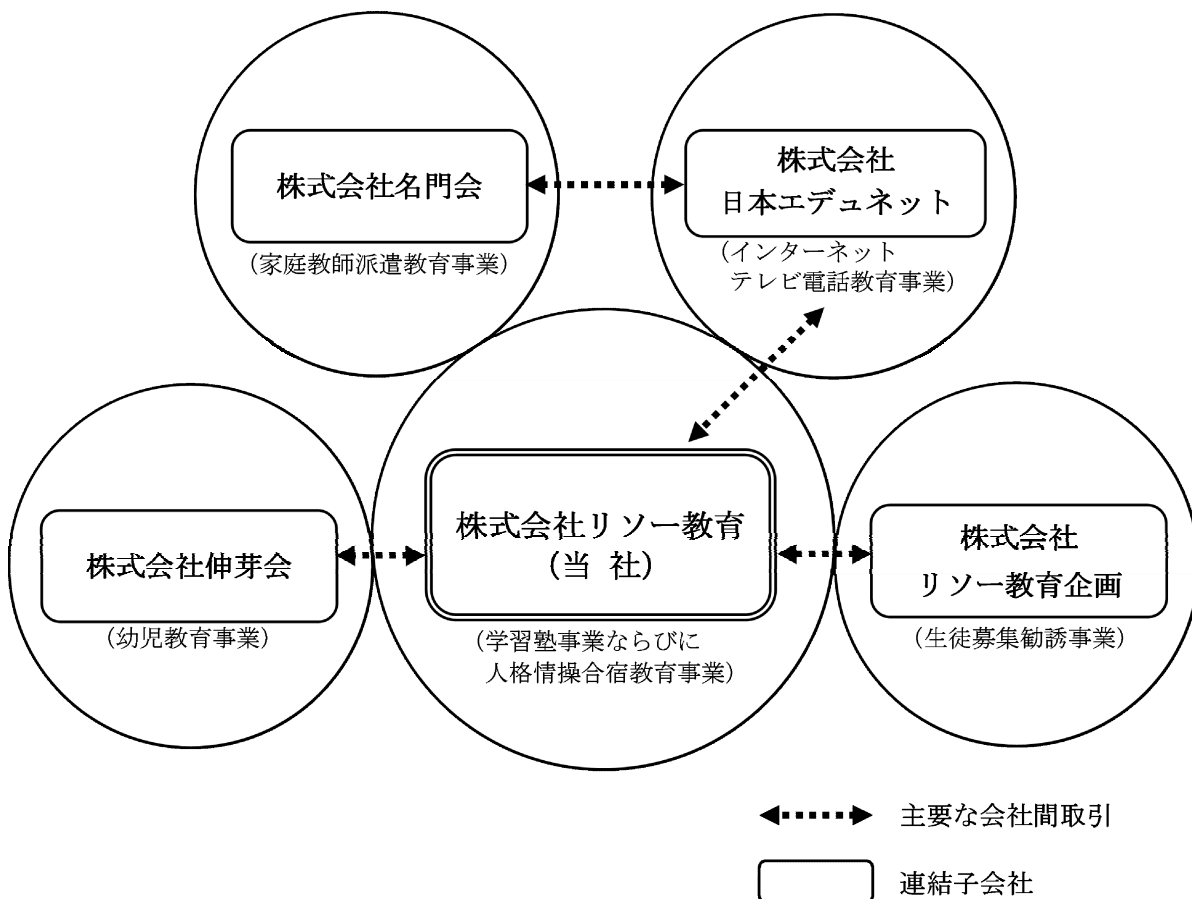 株式会社名門会
(家庭教師派遣教育事業)
株式会社
日本エデュネット
(インターネット
テレビ電話教育事業)
株式会社伸芽会
(幼児教育事業)
株式会社リソー教育
(当 社)
(学習塾事業ならびに
人格情操合宿教育事業)
株式会社
リソー教育企画
(生徒募集勧誘事業)
主要な会社間取引
連結子会社